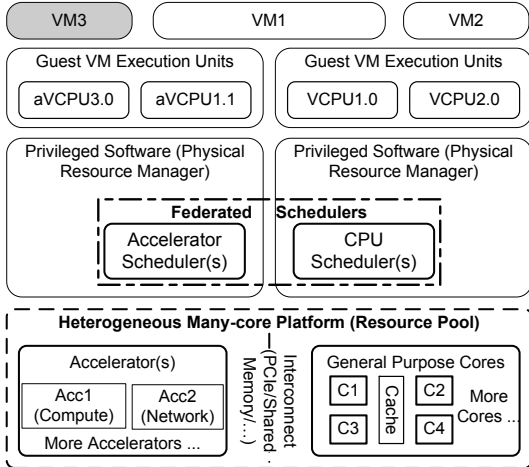 VM3
VM1
VM2
Guest VM Execution Units
aVCPU3.0
aVCPU1.1
Guest VM Execution Units
VCPU1.0
VCPU2.0
Privileged Software (Physical
Resource Manager)
Privileged Software (Physical
Resource Manager)
Federated Schedulers
Accelerator
Scheduler(s)
CPU
Scheduler(s)
Heterogeneous Many-core Platform (Resource Pool)
Accelerator(s)
Acc1
(Compute)
Acc2
(Network)
More Accelerators ...
Interconnect
(PCIe/Shared
Memory/...)
General Purpose Cores
C1
C2
C3
C4
Cache
More
Cores ...